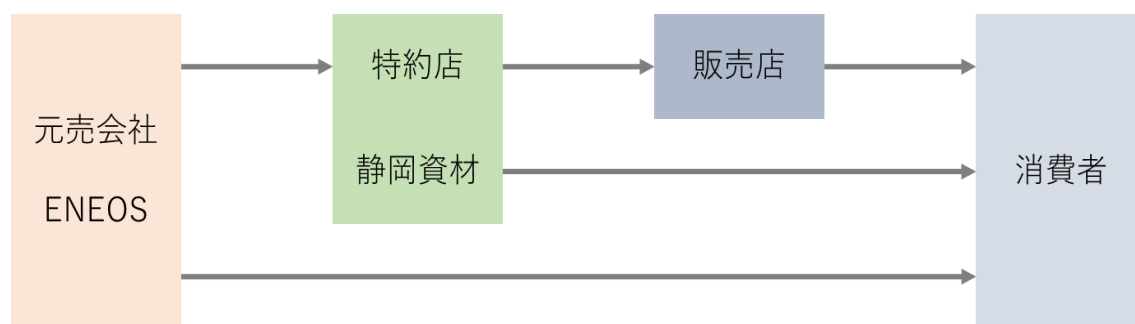 元売会社
ENEOS
特約店
静岡資材
販売店
消費者